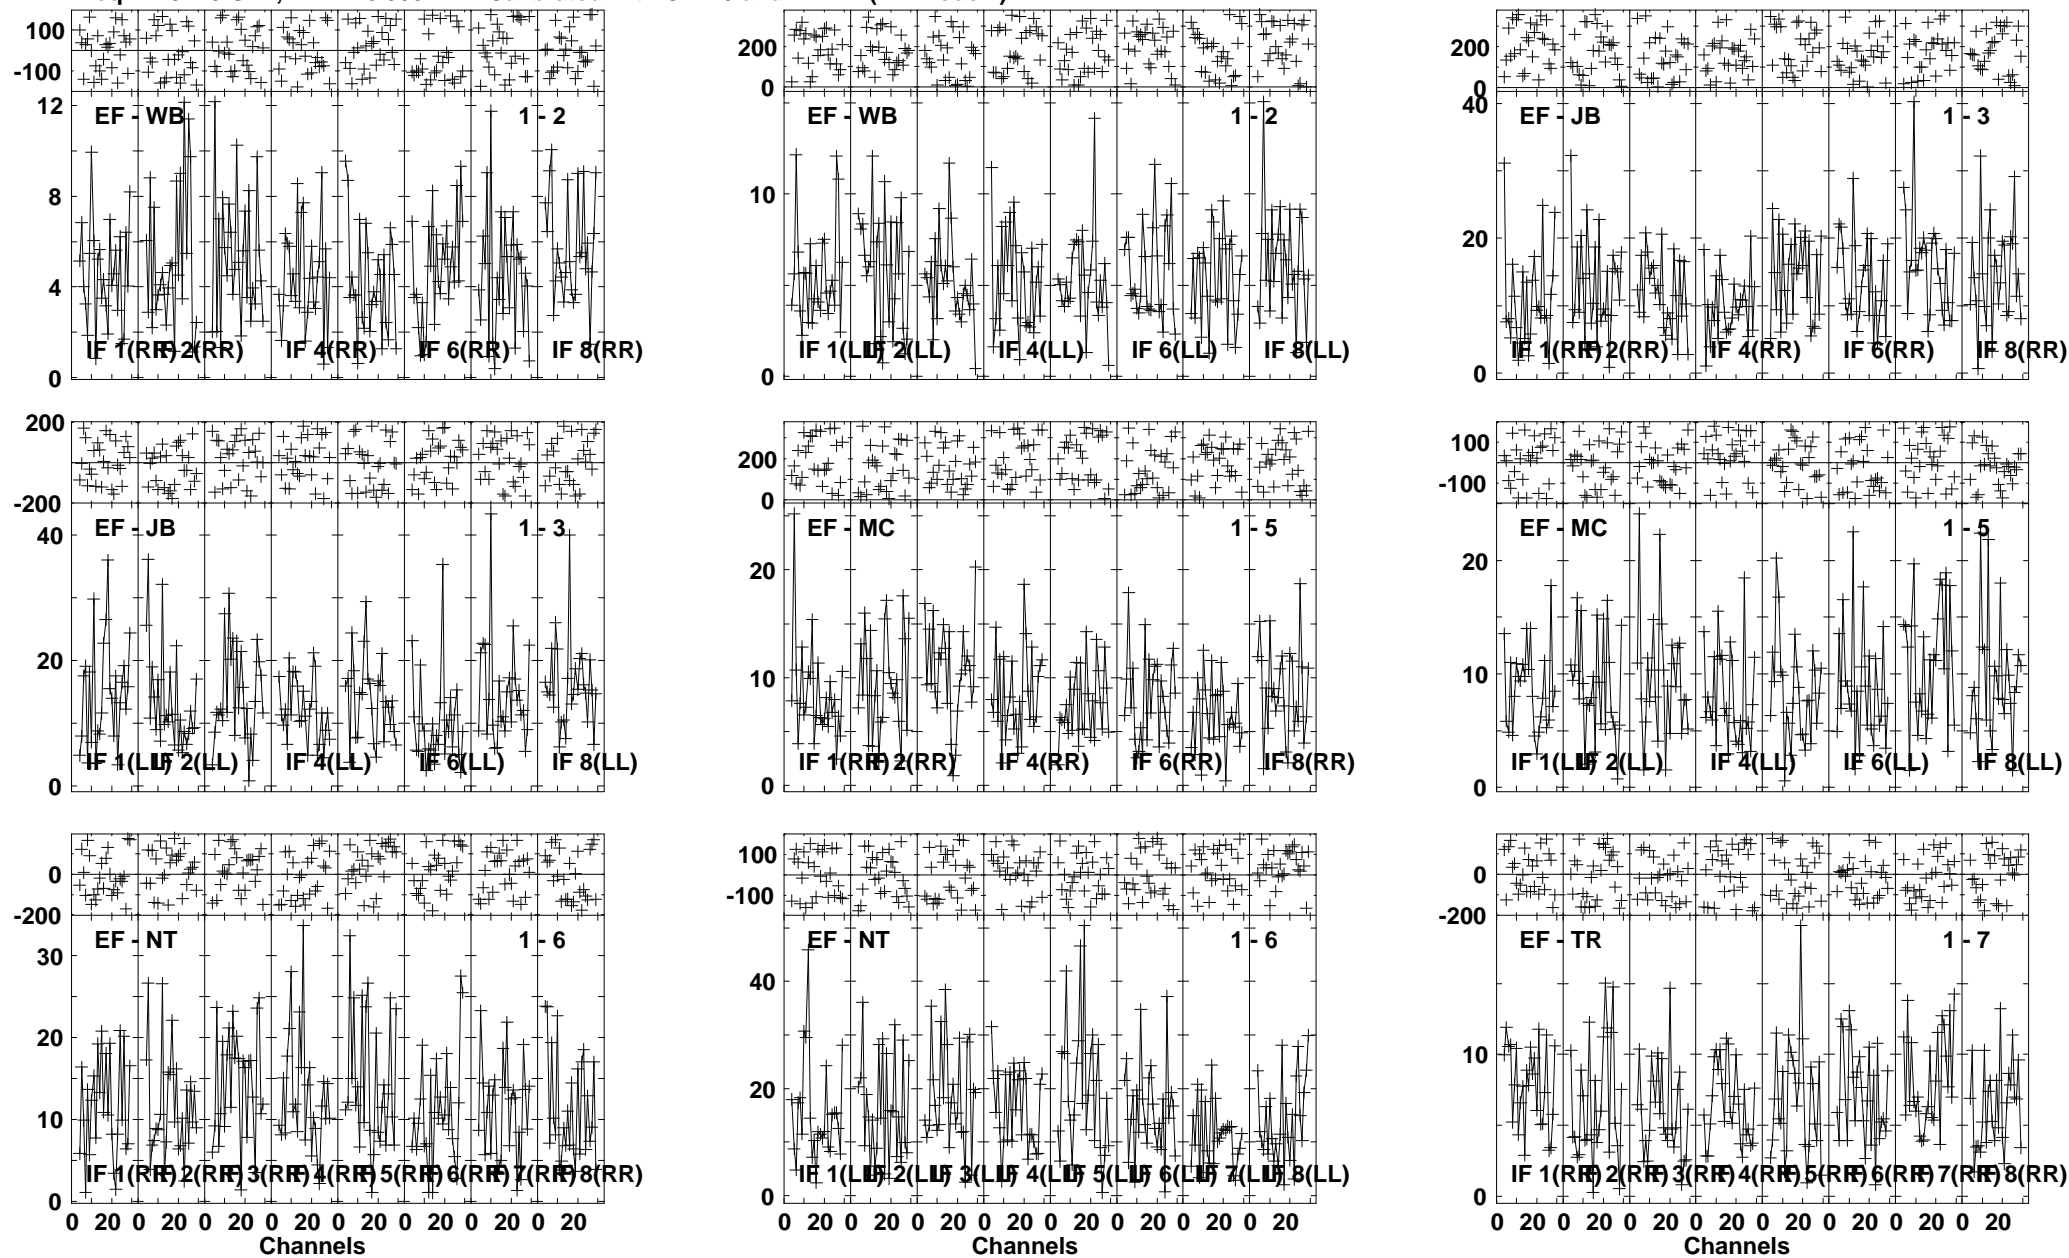 100
-100
12
8
4
0
EF - WB
1 - 2
IF 1(RR)
IF 2(RR)
IF 4(RR)
IF 6(RR)
IF 8(RR)
200
0
10
0
EF - WB
1 - 2
IF 1(LL)
IF 2(LL)
IF 4(LL)
IF 6(LL)
IF 8(LL)
200
0
40
20
0
EF - JB
1 - 3
IF 1(RR)
IF 2(RR)
IF 4(RR)
IF 6(RR)
IF 8(RR)
200
0
-200
40
20
0
EF - JB
1 - 3
IF 1(LL)
IF 2(LL)
IF 4(LL)
IF 6(LL)
IF 8(LL)
200
0
20
10
0
EF - MC
1 - 5
IF 1(RR)
IF 2(RR)
IF 4(RR)
IF 6(RR)
IF 8(RR)
100
-100
20
10
0
EF - MC
1 - 5
IF 1(LL)
IF 2(LL)
IF 4(LL)
IF 6(LL)
IF 8(LL)
0
-200
30
20
10
0
EF - NT
1 - 6
IF 1(RR)
IF 2(RR)
IF 3(RR)
IF 4(RR)
IF 5(RR)
IF 6(RR)
IF 7(RR)
IF 8(RR)
0 20 0 20 0 20 0 20 0 20 0 20 0 20 0 20
Channels
100
-100
40
20
0
EF - NT
1 - 6
IF 1(LL)
IF 2(LL)
IF 3(LL)
IF 4(LL)
IF 5(LL)
IF 6(LL)
IF 7(LL)
IF 8(LL)
0 20 0 20 0 20 0 20 0 20 0 20 0 20 0 20
Channels
0
-200
10
0
EF - TR
1 - 7
IF 1(RR)
IF 2(RR)
IF 3(RR)
IF 4(RR)
IF 5(RR)
IF 6(RR)
IF 7(RR)
IF 8(RR)
0 20 0 20 0 20 0 20 0 20 0 20 0 20 0 20
Channels